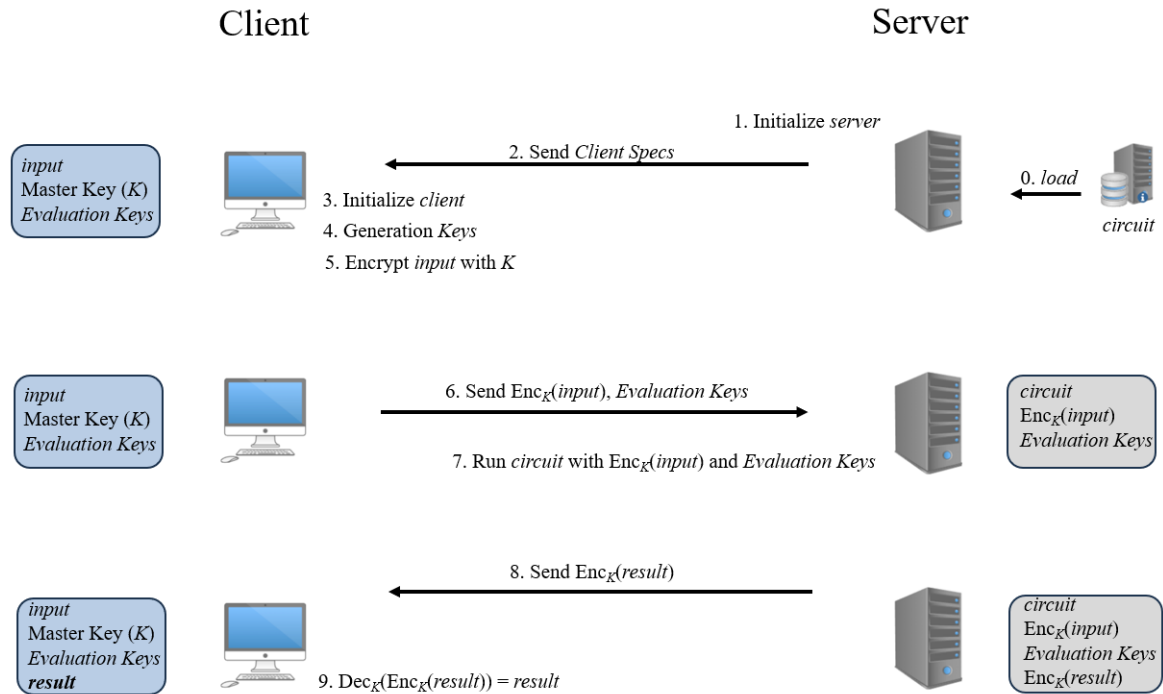 Client
Server
1. Initialize server
2. Send Client Specs
0. load
circuit
input
Master Key (K)
Evaluation Keys
3. Initialize client
4. Generation Keys
5. Encrypt input with K
input
Master Key (K)
Evaluation Keys
6. Send EncK(input), Evaluation Keys
7. Run circuit with EncK(input) and Evaluation Keys
circuit
EncK(input)
Evaluation Keys
8. Send EncK(result)
input
Master Key (K)
Evaluation Keys
result
9. DecK(EncK(result)) = result
circuit
EncK(input)
Evaluation Keys
EncK(result)